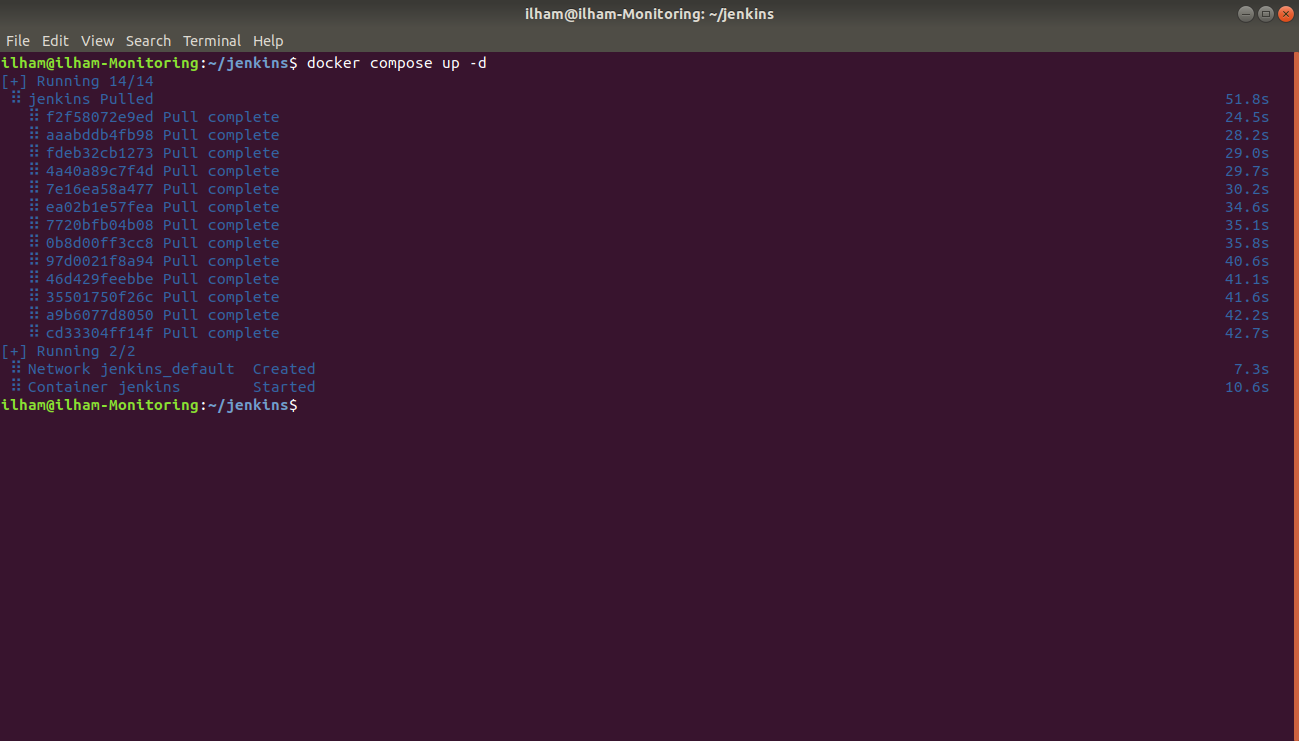 ilham@ilham-Monitoring: ~/jenkins
File Edit View Search Terminal Help
ilham@ilham-Monitoring:~/jenkins$ docker compose up -d
[+] Running 14/14
⠿ jenkins Pulled 51.8s
⠿ f2f58072e9ed Pull complete 24.5s
⠿ aaabddb4fb98 Pull complete 28.2s
⠿ fdeb32cb1273 Pull complete 29.0s
⠿ 4a40a89c7f4d Pull complete 29.7s
⠿ 7e16ea58a477 Pull complete 30.2s
⠿ ea02b1e57fea Pull complete 34.6s
⠿ 7720bfb04b08 Pull complete 35.1s
⠿ 0b8d00ff3cc8 Pull complete 35.8s
⠿ 97d0021f8a94 Pull complete 40.6s
⠿ 46d429feebbe Pull complete 41.1s
⠿ 35501750f26c Pull complete 41.6s
⠿ a9b6077d8050 Pull complete 42.2s
⠿ cd33304ff14f Pull complete 42.7s
[+] Running 2/2
⠿ Network jenkins_default Created 7.3s
⠿ Container jenkins Started 10.6s
ilham@ilham-Monitoring:~/jenkins$